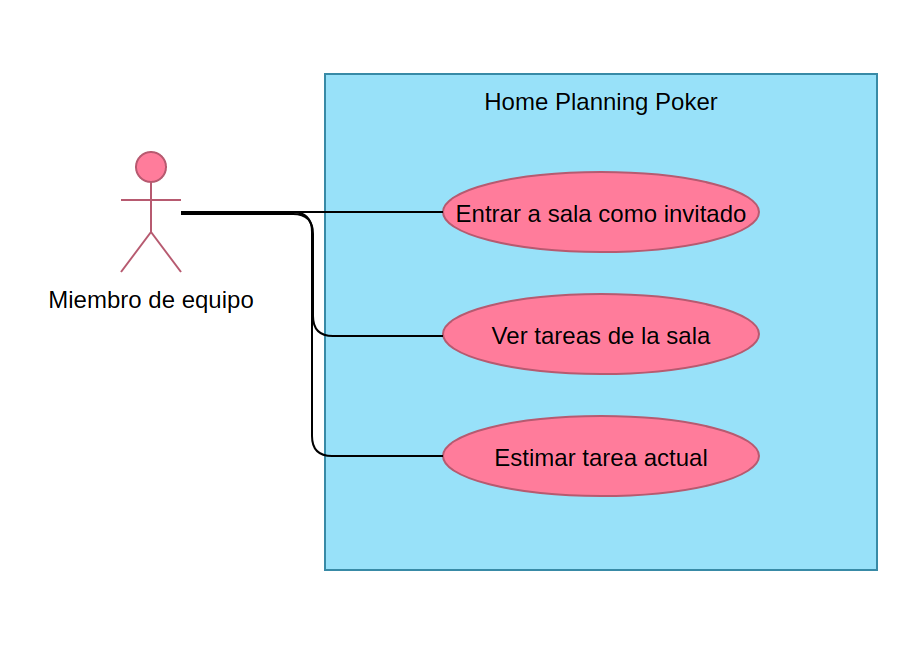 Home Planning Poker
Entrar a sala como invitado
Miembro de equipo
Ver tareas de la sala
Estimar tarea actual